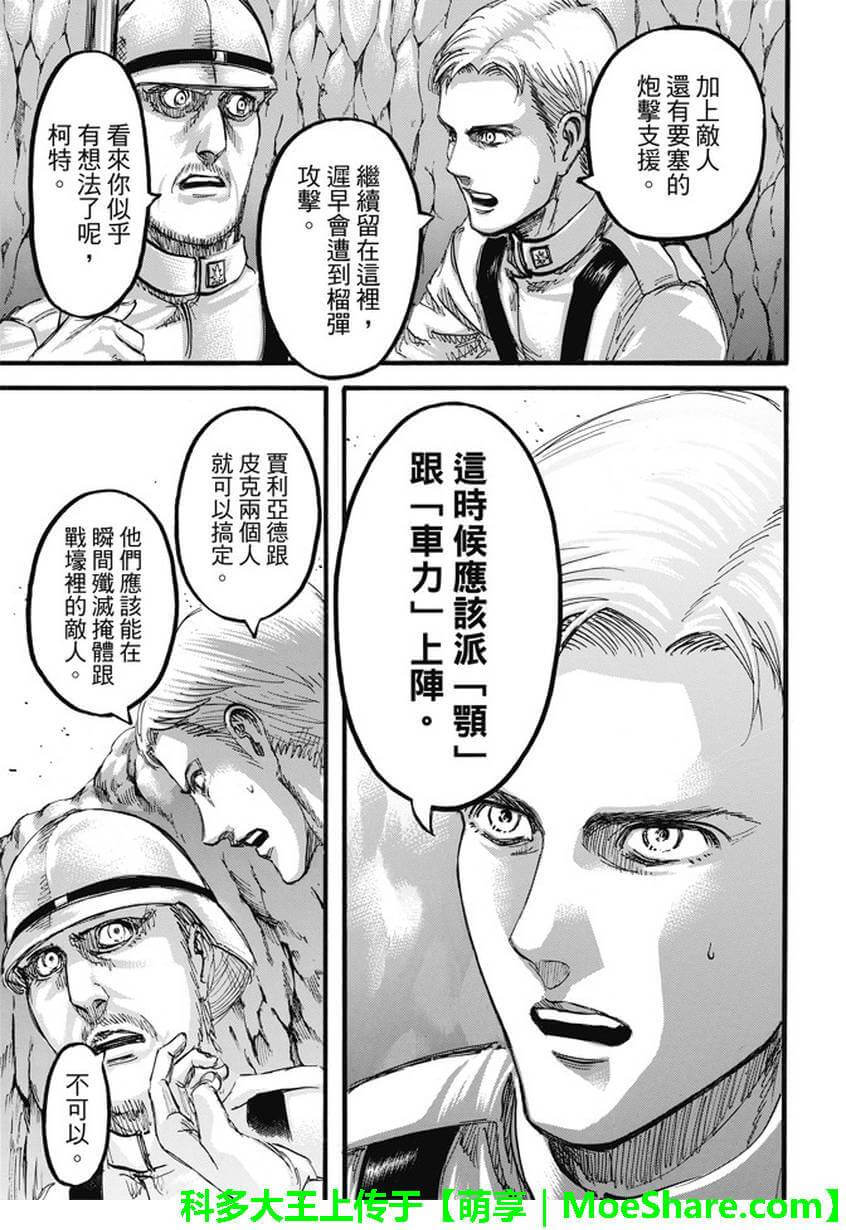 加上敵人
還有要塞的
炮擊支援。
繼續留在這裡，
遲早會遭到榴彈
攻擊。
看來你似乎
有想法了呢，
柯特。
這時候應該派「顎」
跟「車力」上陣。
賈利亞德跟
皮克兩個人
就可以搞定。
他們應該能在
瞬間殲滅掩體跟
戰壕裡的敵人。
不可以。
科多大王上传于【萌享｜MoeShare.com】